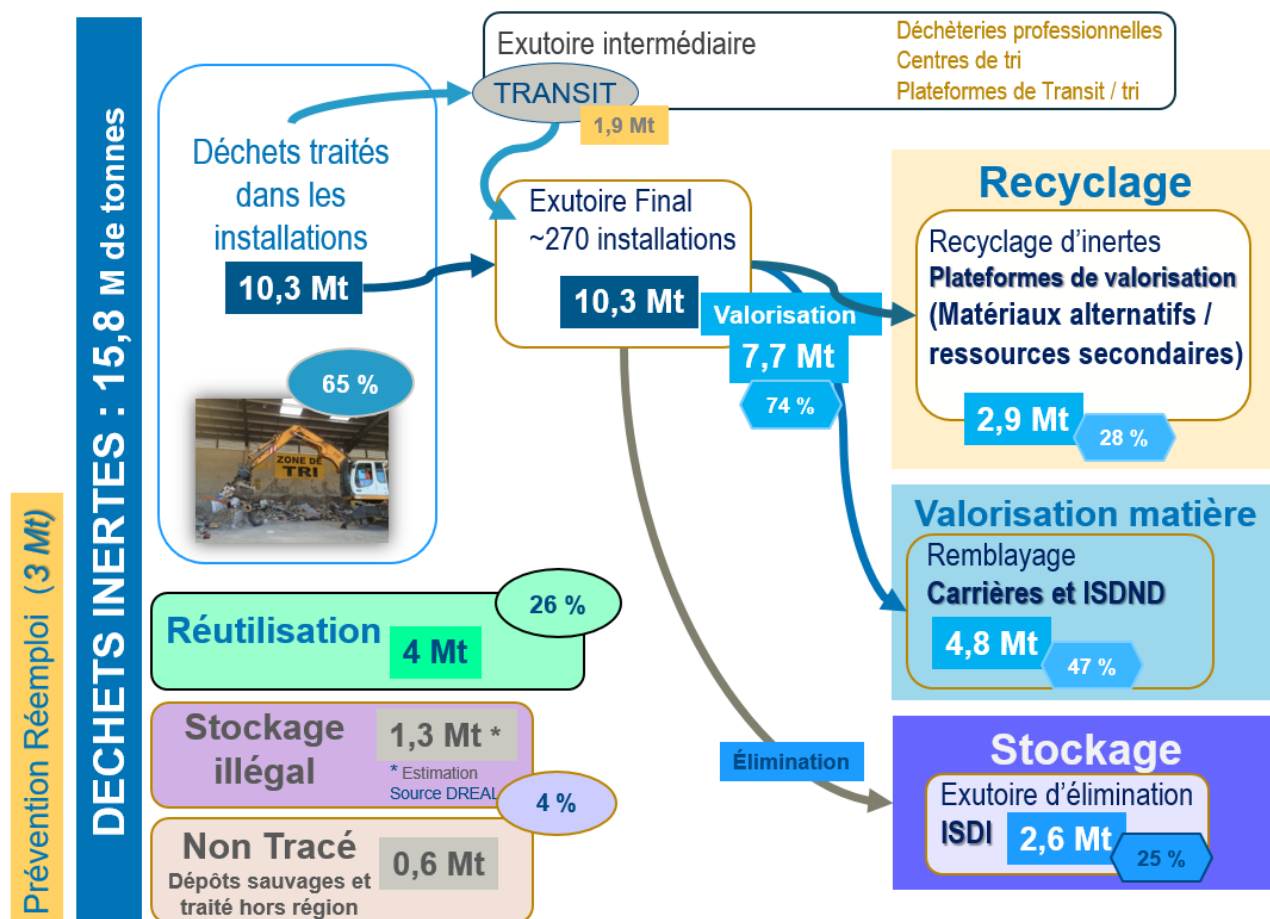 Prévention Réemploi (3 Mt)
DECHETS INERTES : 15,8 M de tonnes
Exutoire intermédiaire
Déchèteries professionnelles
Centres de tri
Plateformes de Transit / tri
TRANSIT
1,9 Mt
Déchets traités
dans les
installations
10,3 Mt
65 %
ZONE DE
TRI
Exutoire Final
~270 installations
10,3 Mt
Valorisation
7,7 Mt
74 %
Recyclage
Recyclage d'inertes
Plateformes de valorisation
(Matériaux alternatifs /
ressources secondaires)
2,9 Mt
28 %
Valorisation matière
Remblayage
Carrières et ISDND
4,8 Mt
47 %
Réutilisation
4 Mt
26 %
Stockage
illégal
1,3 Mt *
* Estimation
Source DREAL
4 %
Non Tracé
Dépôts sauvages et
traité hors région
0,6 Mt
Élimination
Stockage
Exutoire d'élimination
ISDI
2,6 Mt
25 %